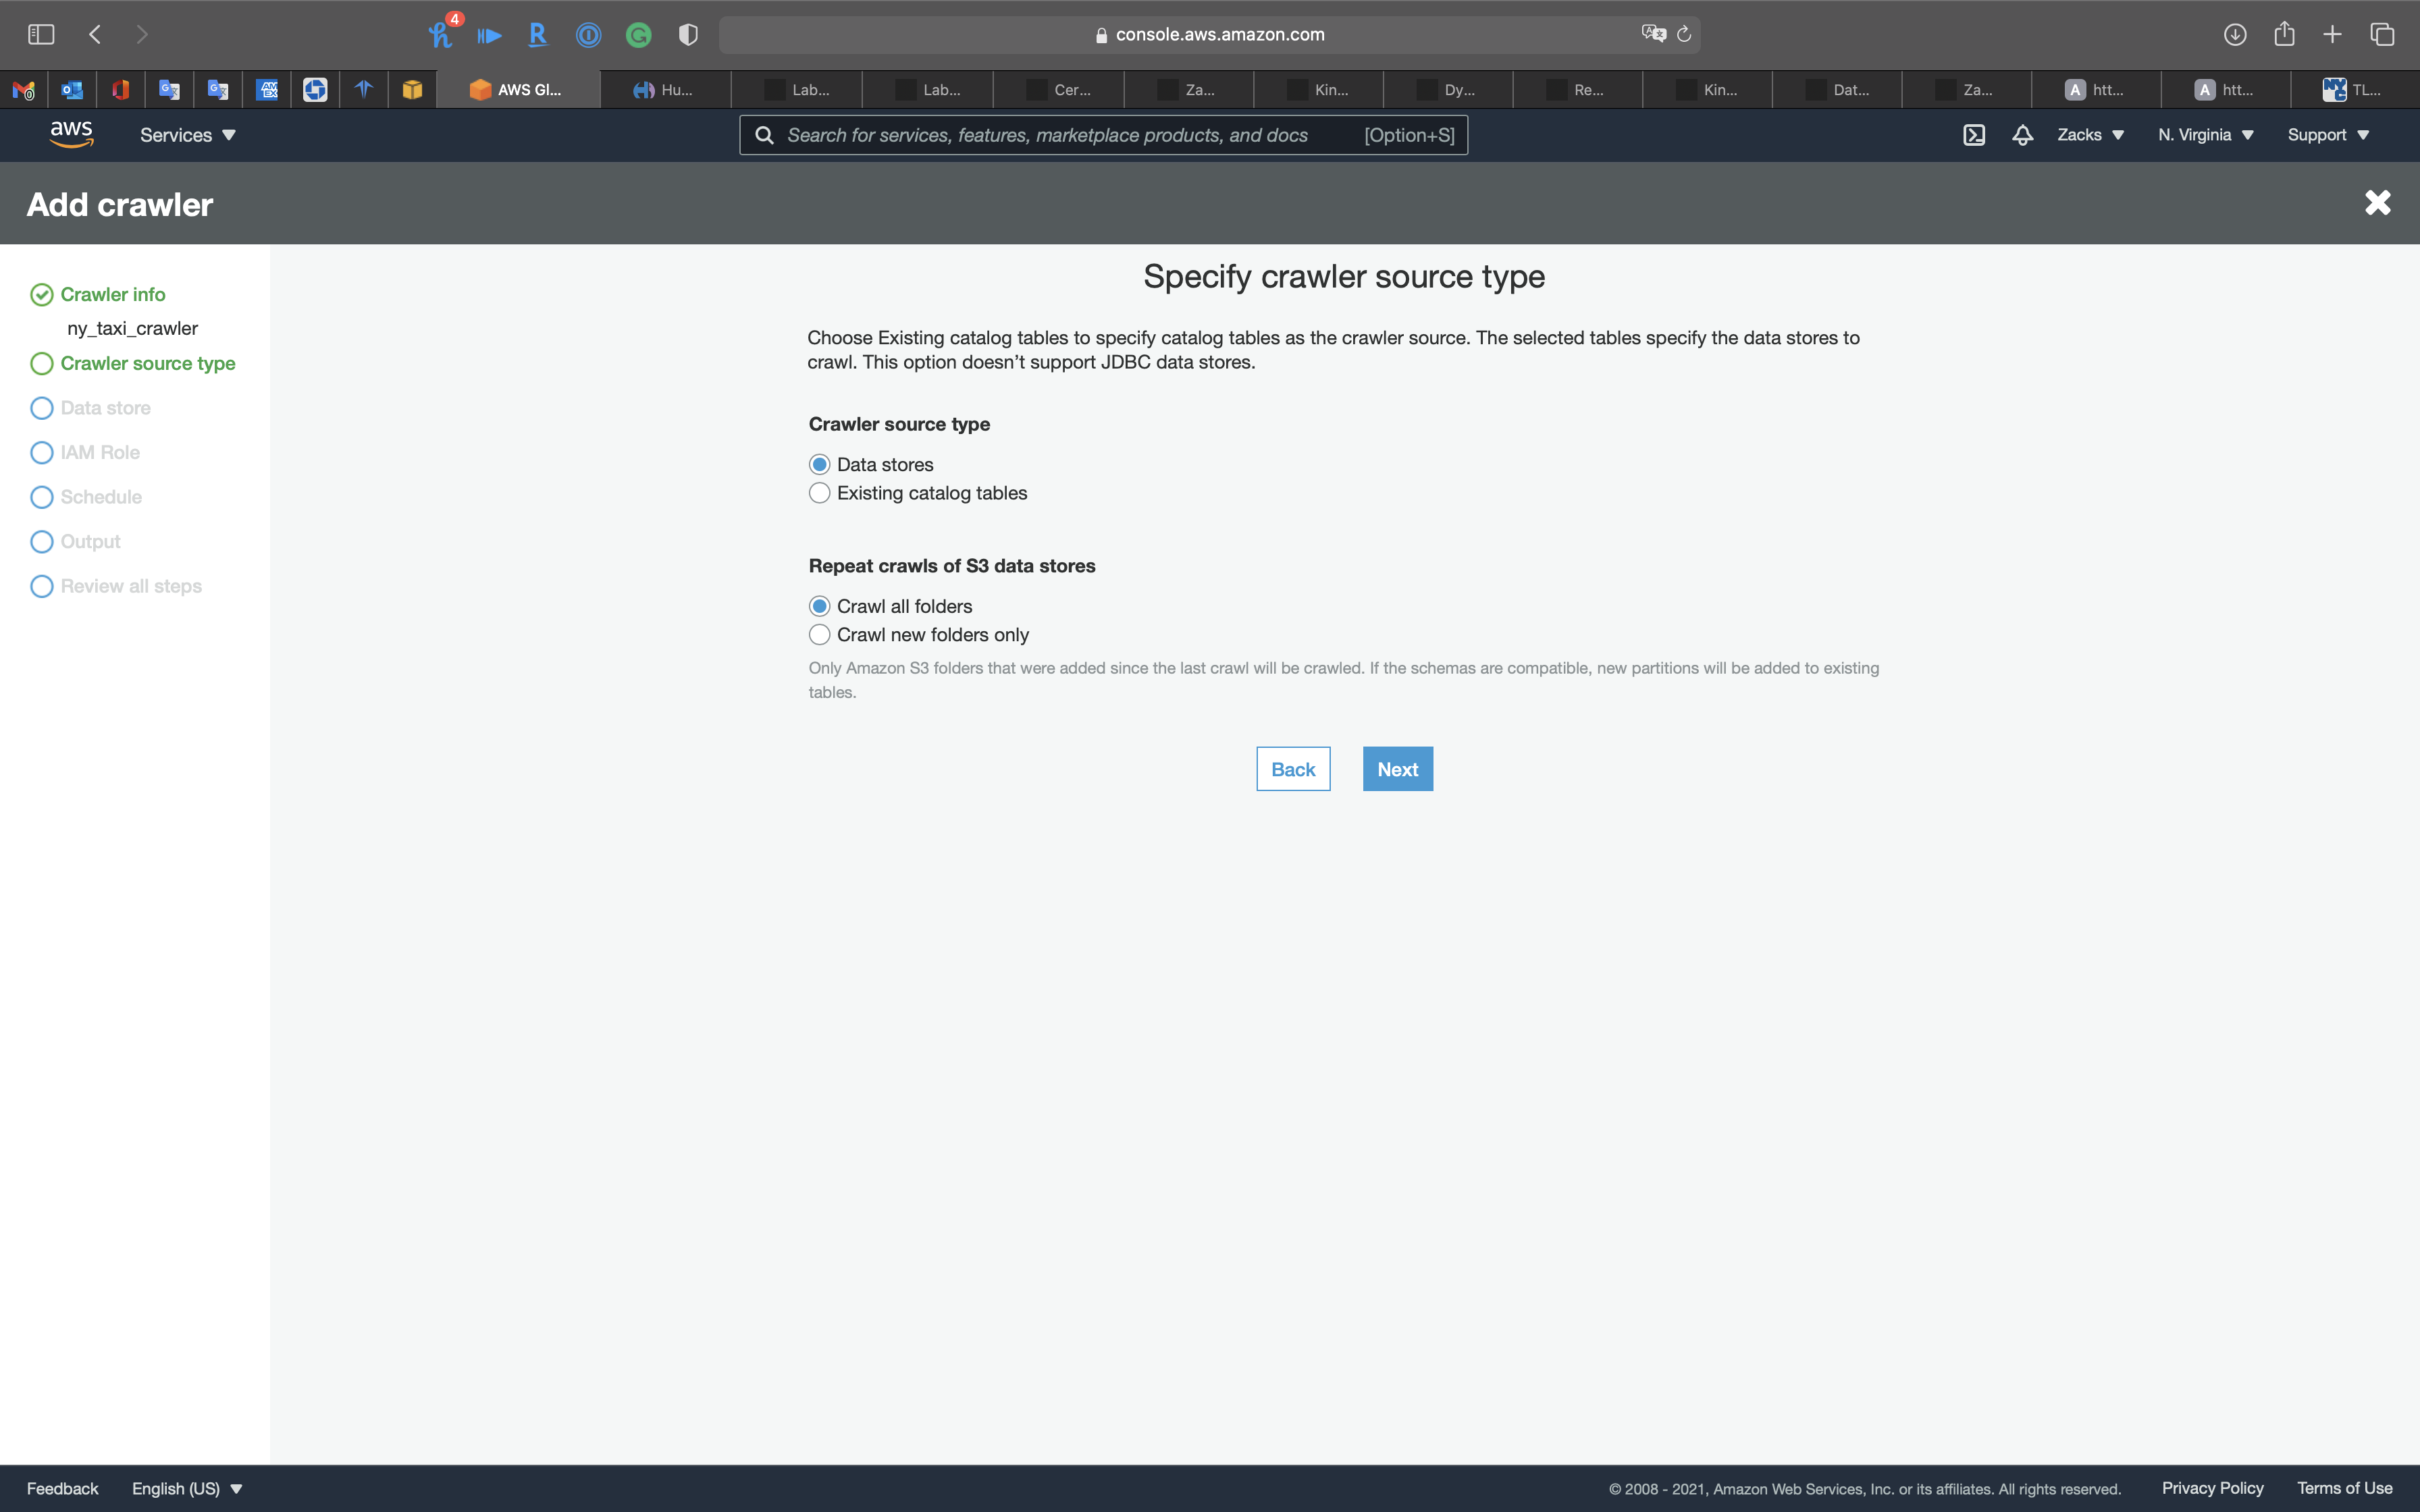 4
console.aws.amazon.com
AWS Gl...
Hu...
Lab...
Lab...
Cer...
Za...
Kin...
Dy...
Re...
Kin...
Dat...
Za...
A htt...
A htt...
TL...
aws
Services
Search for services, features, marketplace products, and docs [Option+S]
Zacks
N. Virginia
Support
Add crawler
Crawler info
ny_taxi_crawler
Crawler source type
Data store
IAM Role
Schedule
Output
Review all steps
Specify crawler source type
Choose Existing catalog tables to specify catalog tables as the crawler source. The selected tables specify the data stores to
crawl. This option doesn’t support JDBC data stores.
Crawler source type
Data stores
Existing catalog tables
Repeat crawls of S3 data stores
Crawl all folders
Crawl new folders only
Only Amazon S3 folders that were added since the last crawl will be crawled. If the schemas are compatible, new partitions will be added to existing
tables.
Back
Next
Feedback
English (US)
© 2008 - 2021, Amazon Web Services, Inc. or its affiliates. All rights reserved.
Privacy Policy
Terms of Use